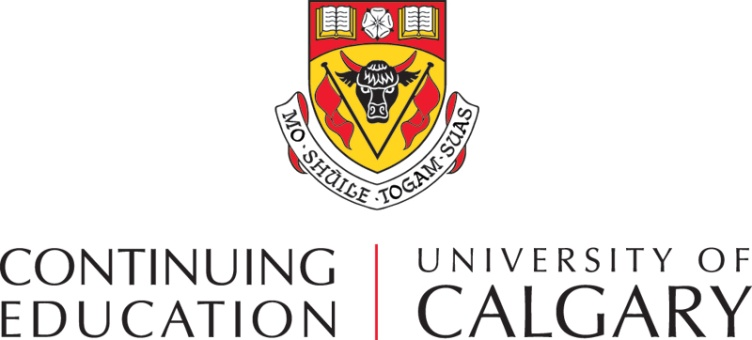 MO · SHÙILE · TOGAM · SUAS
CONTINUING
EDUCATION
UNIVERSITY OF
CALGARY